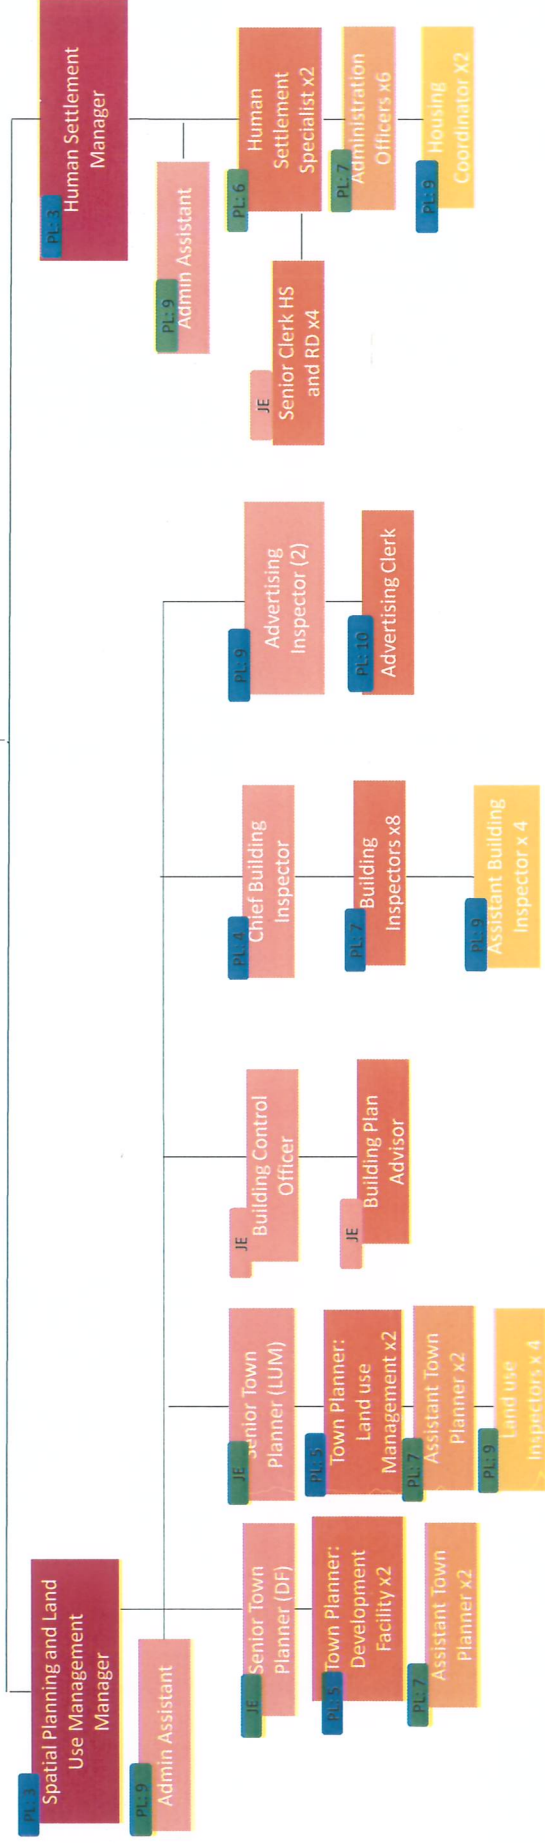 PL: 3
Spatial Planning and Land
Use Management
Manager
PL: 9
Admin Assistant
JE
Senior Town
Planner (DF)
PL: 5
Town Planner:
Development
Facility x2
PL: 7
Assistant Town
Planner x2
JE
Senior Town
Planner (LUM)
PL: 5
Town Planner:
Land use
Management x2
PL: 7
Assistant Town
Planner x2
PL: 9
Land use
Inspectors x 4
JE
Building Control
Officer
JE
Building Plan
Advisor
PL: 4
Chief Building
Inspector
PL: 7
Building
Inspectors x8
PL: 9
Assistant Building
Inspector x 4
PL: 9
Advertising
Inspector (2)
PL: 10
Advertising Clerk
PL: 3
Human Settlement
Manager
PL: 9
Admin Assistant
PL: 6
Human
Settlement
Specialist x2
JE
Senior Clerk HS
and RD x4
PL: 7
Administration
Officers x6
PL: 9
Housing
Coordinator X2